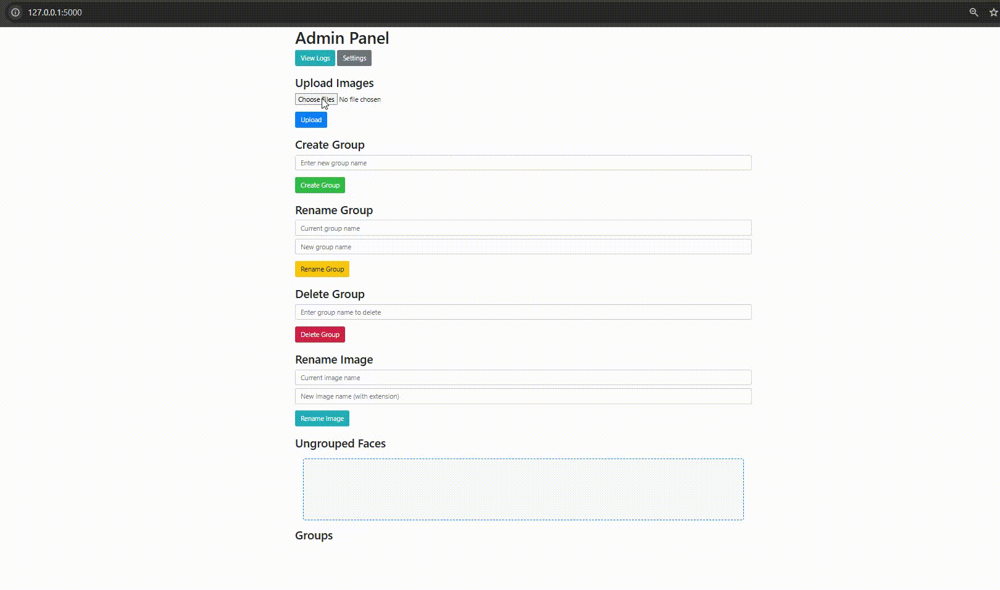 127.0.0.1:5000
Admin Panel
View Logs Settings
Upload Images
Choose Files No file chosen
Upload
Create Group
Enter new group name
Create Group
Rename Group
Current group name
New group name
Rename Group
Delete Group
Enter group name to delete
Delete Group
Rename Image
Current image name
New image name (with extension)
Rename Image
Ungrouped Faces
Groups